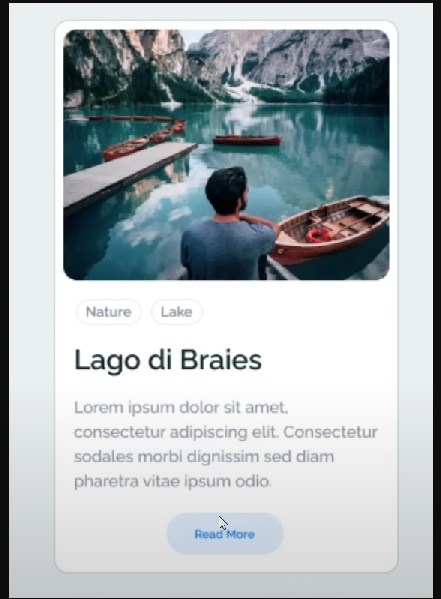 Nature
Lake
Lago di Braies
Lorem ipsum dolor sit amet,
consectetur adipiscing elit. Consectetur
sodales morbi dignissim sed diam
pharetra vitae ipsum odio.
Read More